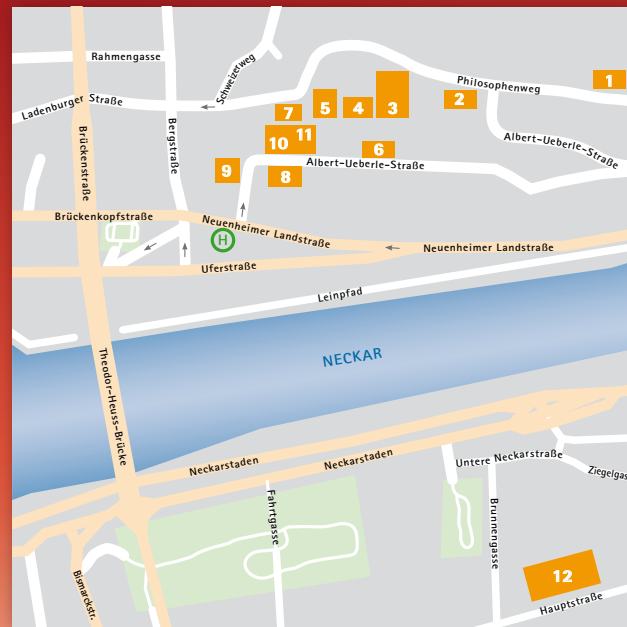 Rahmengasse
Schweizerweg
Philosophenweg
1
Ladenburger Straße
7
5
4
3
2
Brückenstraße
Bergstraße
10
11
6
Albert-Ueberle-Straße
Albert-Ueberle-Straße
9
8
Brückenkopfstraße
Neuenheimer Landstraße
H
Neuenheimer Landstraße
Uferstraße
Leinpfad
NECKAR
Theodor-Heuss-Brücke
Neckarstaden
Neckarstaden
Untere Neckarstraße
Ziegelgas
Fahrtgasse
Brunnengasse
Bismarckstr.
12
Hauptstraße